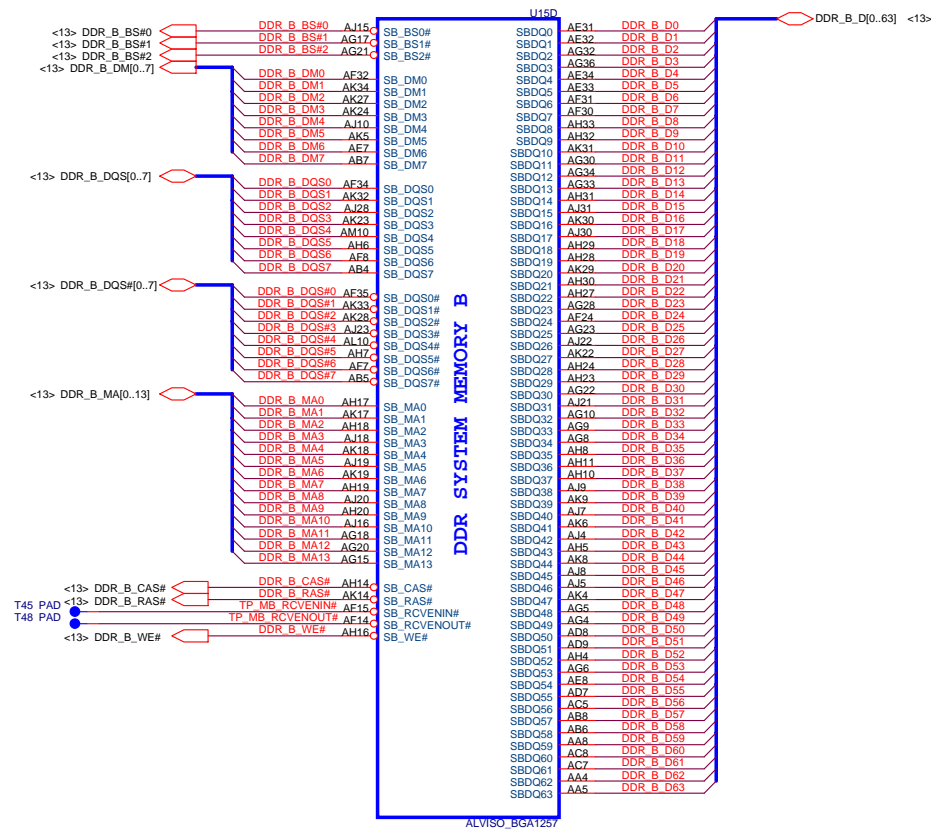 U15D
<13> DDR_B_BS#0
<13> DDR_B_BS#1
<13> DDR_B_BS#2
<13> DDR_B_DM[0..7]
DDR_B_BS#0 AJ15 SB_BS0#
DDR_B_BS#1 AG17 SB_BS1#
DDR_B_BS#2 AG21 SB_BS2#
DDR_B_DM0 AF32 SB_DM0
DDR_B_DM1 AK34 SB_DM1
DDR_B_DM2 AK27 SB_DM2
DDR_B_DM3 AK24 SB_DM3
DDR_B_DM4 AJ10 SB_DM4
DDR_B_DM5 AK5 SB_DM5
DDR_B_DM6 AE7 SB_DM6
DDR_B_DM7 AB7 SB_DM7
<13> DDR_B_DQS[0..7]
DDR_B_DQS0 AF34 SB_DQS0
DDR_B_DQS1 AK32 SB_DQS1
DDR_B_DQS2 AJ28 SB_DQS2
DDR_B_DQS3 AK23 SB_DQS3
DDR_B_DQS4 AM10 SB_DQS4
DDR_B_DQS5 AH6 SB_DQS5
DDR_B_DQS6 AF8 SB_DQS6
DDR_B_DQS7 AB4 SB_DQS7
<13> DDR_B_DQS#[0..7]
DDR_B_DQS#0 AF35 SB_DQS0#
DDR_B_DQS#1 AK33 SB_DQS1#
DDR_B_DQS#2 AK28 SB_DQS2#
DDR_B_DQS#3 AJ23 SB_DQS3#
DDR_B_DQS#4 AL10 SB_DQS4#
DDR_B_DQS#5 AH7 SB_DQS5#
DDR_B_DQS#6 AF7 SB_DQS6#
DDR_B_DQS#7 AB5 SB_DQS7#
<13> DDR_B_MA[0..13]
DDR_B_MA0 AH17 SB_MA0
DDR_B_MA1 AK17 SB_MA1
DDR_B_MA2 AH18 SB_MA2
DDR_B_MA3 AJ18 SB_MA3
DDR_B_MA4 AK18 SB_MA4
DDR_B_MA5 AJ19 SB_MA5
DDR_B_MA6 AK19 SB_MA6
DDR_B_MA7 AH19 SB_MA7
DDR_B_MA8 AJ20 SB_MA8
DDR_B_MA9 AH20 SB_MA9
DDR_B_MA10 AJ16 SB_MA10
DDR_B_MA11 AG18 SB_MA11
DDR_B_MA12 AG20 SB_MA12
DDR_B_MA13 AG15 SB_MA13
<13> DDR_B_CAS# DDR_B_CAS# AH14 SB_CAS#
<13> DDR_B_RAS# DDR_B_RAS# AK14 SB_RAS#
T45 PAD TP_MB_RCVENIN# AF15 SB_RCVENIN#
T48 PAD TP_MB_RCVENOUT# AF14 SB_RCVENOUT#
<13> DDR_B_WE# DDR_B_WE# AH16 SB_WE#
DDR SYSTEM MEMORY B
SBDQ0 AE31 DDR_B_D0
SBDQ1 AE32 DDR_B_D1
SBDQ2 AG32 DDR_B_D2
SBDQ3 AG36 DDR_B_D3
SBDQ4 AE34 DDR_B_D4
SBDQ5 AE33 DDR_B_D5
SBDQ6 AF31 DDR_B_D6
SBDQ7 AF30 DDR_B_D7
SBDQ8 AH33 DDR_B_D8
SBDQ9 AH32 DDR_B_D9
SBDQ10 AK31 DDR_B_D10
SBDQ11 AG30 DDR_B_D11
SBDQ12 AG34 DDR_B_D12
SBDQ13 AG33 DDR_B_D13
SBDQ14 AH31 DDR_B_D14
SBDQ15 AJ31 DDR_B_D15
SBDQ16 AK30 DDR_B_D16
SBDQ17 AJ30 DDR_B_D17
SBDQ18 AH29 DDR_B_D18
SBDQ19 AH28 DDR_B_D19
SBDQ20 AK29 DDR_B_D20
SBDQ21 AH30 DDR_B_D21
SBDQ22 AH27 DDR_B_D22
SBDQ23 AG28 DDR_B_D23
SBDQ24 AF24 DDR_B_D24
SBDQ25 AG23 DDR_B_D25
SBDQ26 AJ22 DDR_B_D26
SBDQ27 AK22 DDR_B_D27
SBDQ28 AH24 DDR_B_D28
SBDQ29 AH23 DDR_B_D29
SBDQ30 AG22 DDR_B_D30
SBDQ31 AJ21 DDR_B_D31
SBDQ32 AG10 DDR_B_D32
SBDQ33 AG9 DDR_B_D33
SBDQ34 AG8 DDR_B_D34
SBDQ35 AH8 DDR_B_D35
SBDQ36 AH11 DDR_B_D36
SBDQ37 AH10 DDR_B_D37
SBDQ38 AJ9 DDR_B_D38
SBDQ39 AK9 DDR_B_D39
SBDQ40 AJ7 DDR_B_D40
SBDQ41 AK6 DDR_B_D41
SBDQ42 AJ4 DDR_B_D42
SBDQ43 AH5 DDR_B_D43
SBDQ44 AK8 DDR_B_D44
SBDQ45 AJ8 DDR_B_D45
SBDQ46 AJ5 DDR_B_D46
SBDQ47 AK4 DDR_B_D47
SBDQ48 AG5 DDR_B_D48
SBDQ49 AG4 DDR_B_D49
SBDQ50 AD8 DDR_B_D50
SBDQ51 AD9 DDR_B_D51
SBDQ52 AH4 DDR_B_D52
SBDQ53 AG6 DDR_B_D53
SBDQ54 AE8 DDR_B_D54
SBDQ55 AD7 DDR_B_D55
SBDQ56 AC5 DDR_B_D56
SBDQ57 AB8 DDR_B_D57
SBDQ58 AB6 DDR_B_D58
SBDQ59 AA8 DDR_B_D59
SBDQ60 AC8 DDR_B_D60
SBDQ61 AC7 DDR_B_D61
SBDQ62 AA4 DDR_B_D62
SBDQ63 AA5 DDR_B_D63
DDR_B_D[0..63] <13>
ALVISO_BGA1257